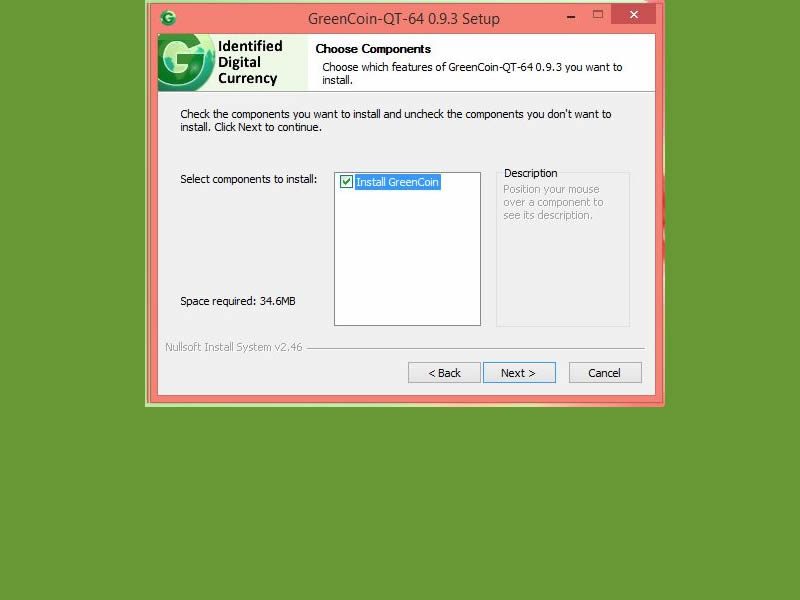 GreenCoin-QT-64 0.9.3 Setup
Identified
Digital
Currency
Choose Components
Choose which features of GreenCoin-QT-64 0.9.3 you want to
install.
Check the components you want to install and uncheck the components you don't want to
install. Click Next to continue.
Select components to install:
Install GreenCoin
Description
Position your mouse
over a component to
see its description.
Space required: 34.6MB
Nullsoft Install System v2.46
< Back
Next >
Cancel